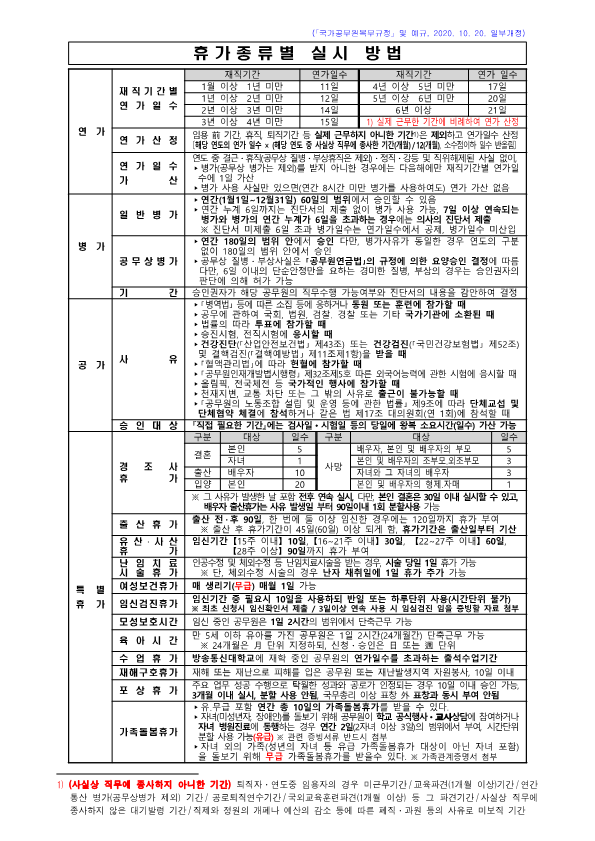 (「국가공무원복무규정」 및 예규, 2020. 10. 20. 일부개정)
휴가종류별 실시 방법
연 가
재직기간별
연 가 일 수
재직기간 연가일수 재직기간 연가 일수
1월 이상 1년 미만 11일 4년 이상 5년 미만 17일
1년 이상 2년 미만 12일 5년 이상 6년 미만 20일
2년 이상 3년 미만 14일 6년 이상 21일
3년 이상 4년 미만 15일 1) 실제 근무한 기간에 비례하여 연가 산정
연 가 산 정
임용 前 기간, 휴직, 퇴직기간 등 실제 근무하지 아니한 기간1)은 제외하고 연가일수 산정
[해당 연도의 연가 일수 × (해당 연도 중 사실상 직무에 종사한 기간(개월)/12(개월), 소수점이하 일수 반올림]
연 가 일 수
가 산
연도 중 결근·휴직(공무상 질병·부상휴직은 제외)·정직·강등 및 직위해제된 사실 없이,
▸병가(공무상 병가는 제외)를 받지 아니한 경우에는 다음해에만 재직기간별 연가일
수에 1일 가산
▸병가 사용 사실만 있으면(연간 8시간 미만 병가를 사용하여도) 연가 가산 없음
병 가
일 반 병 가
▸연간(1월1일~12월31일) 60일의 범위에서 승인할 수 있음
▸연간 누계 6일까지는 진단서의 제출 없이 병가 사용 가능, 7일 이상 연속되는
병가와 병가의 연간 누계가 6일을 초과하는 경우에는 의사의 진단서 제출
※ 진단서 미제출 6일 초과 병가일수는 연가일수에서 공제, 병가일수 미산입
공무상병가
▸연간 180일의 범위 안에서 승인 다만, 병가사유가 동일한 경우 연도의 구분
없이 180일의 범위 안에서 승인
▸공무상 질병·부상사실은 「공무원연금법」의 규정에 의한 요양승인 결정에 따름
다만, 6일 이내의 단순안정만을 요하는 경미한 질병, 부상의 경우는 승인권자의
판단에 의해 허가 가능
기 간
승인권자가 해당 공무원의 직무수행 가능여부와 진단서의 내용을 감안하여 결정
공 가
사 유
▸「병역법」등에 따른 소집 등에 응하거나 동원 또는 훈련에 참가할 때
▸공무에 관하여 국회, 법원, 검찰, 경찰 또는 기타 국가기관에 소환된 때
▸법률의 따라 투표에 참가할 때
▸승진시험, 전직시험에 응시할 때
▸건강진단(「산업안전보건법」 제43조) 또는 건강검진(「국민건강보험법」 제52조)
및 결핵검진(「결핵예방법」 제11조제1항)을 받을 때
▸「혈액관리법」에 따라 헌혈에 참가할 때
▸「공무원인재개발법시행령」 제32조제5호 따른 외국어능력에 관한 시험에 응시할 때
▸올림픽, 전국체전 등 국가적인 행사에 참가할 때
▸천재지변, 교통 차단 또는 그 밖의 사유로 출근이 불가능할 때
▸「공무원의 노동조합 설립 및 운영 등에 관한 법률」 제9조에 따라 단체교섭 및
단체협약 체결에 참석하거나 같은 법 제17조 대의원회(연 1회)에 참석할 때
승 인 대 상
「직접 필요한 기간」에는 검사일·시험일 등의 당일에 왕복 소요시간(일수) 가산 가능
특 별
휴 가
경 조 사
휴 가
구분 대상 일수 구분 대상 일수
결혼 본인 5 사망 배우자, 본인 및 배우자의 부모 5
자녀 1 본인 및 배우자의 조부모,외조부모 3
출산 배우자 10 자녀와 그 자녀의 배우자 3
입양 본인 20 본인 및 배우자의 형제,자매 1
※ 그 사유가 발생한 날 포함 전후 연속 실시, 다만, 본인 결혼은 30일 이내 실시할 수 있고,
배우자 출산휴가는 사유 발생일 부터 90일이내 1회 분할사용 가능
출 산 휴 가
출산 전·후 90일, 한 번에 둘 이상 임신한 경우에는 120일까지 휴가 부여
※ 출산 후 휴가기간이 45일(60일) 이상 되게 함, 휴가기간은 출산일부터 기산
유 산 · 사 산
휴 가
임신기간【15주 이내】10일, 【16~21주 이내】30일, 【22~27주 이내】60일,
【28주 이상】90일까지 휴가 부여
난 임 치 료
시 술 휴 가
인공수정 및 체외수정 등 난임치료시술을 받는 경우, 시술 당일 1일 휴가 가능
※ 단, 체외수정 시술의 경우 난자 채취일에 1일 휴가 추가 가능
여성보건휴가
매 생리기(무급) 매월 1일 가능
임신검진휴가
임신기간 중 필요시 10일을 사용하되 반일 또는 하루단위 사용(시간단위 불가)
※ 최초 신청시 임신확인서 제출 / 3일이상 연속 사용 시 임심검진 임을 증빙할 자료 첨부
모성보호시간
임신 중인 공무원은 1일 2시간의 범위에서 단축근무 가능
육 아 시 간
만 5세 이하 유아를 가진 공무원은 1일 2시간(24개월간) 단축근무 가능
※ 24개월은 月 단위 지정하되, 신청·승인은 日 또는 週 단위
수 업 휴 가
방송통신대학교에 재학 중인 공무원의 연가일수를 초과하는 출석수업기간
재해구호휴가
재해 또는 재난으로 피해를 입은 공무원 또는 재난발생지역 자원봉사, 10일 이내
포 상 휴 가
주요 업무 성공 수행으로 탁월한 성과와 공로가 인정되는 경우 10일 이내 승인 가능,
3개월 이내 실시, 분할 사용 안됨, 국무총리 이상 표창 外 표창과 동시 부여 안됨
가족돌봄휴가
▸유.무급 포함 연간 총 10일의 가족돌봄휴가를 받을 수 있다.
▸자녀(미성년자, 장애인)를 돌보기 위해 공무원이 학교 공식행사·교사상담에 참여하거나
자녀 병원진료에 동행하는 경우 연간 2일(2자녀 이상 3일)의 범위에서 부여, 시간단위
분할 사용 가능(유급) ※ 관련 증빙서류 반드시 첨부
▸자녀 외의 가족(성년의 자녀 등 유급 가족돌봄휴가 대상이 아닌 자녀 포함)
을 돌보기 위해 무급 가족돌봄휴가를 받을수 있다. ※ 가족관계증명서 첨부
1) (사실상 직무에 종사하지 아니한 기간) 퇴직자·연도중 임용자의 경우 미근무기간/교육파견(1개월 이상)기간/연간
통산 병가(공무상병가 제외) 기간/공로퇴직연수기간/국외교육훈련파견(1개월 이상) 등 그 파견기간/사실상 직무에
종사하지 않은 대기발령 기간/직제와 정원의 개폐나 예산의 감소 등에 따른 폐직·과원 등의 사유로 미보직 기간